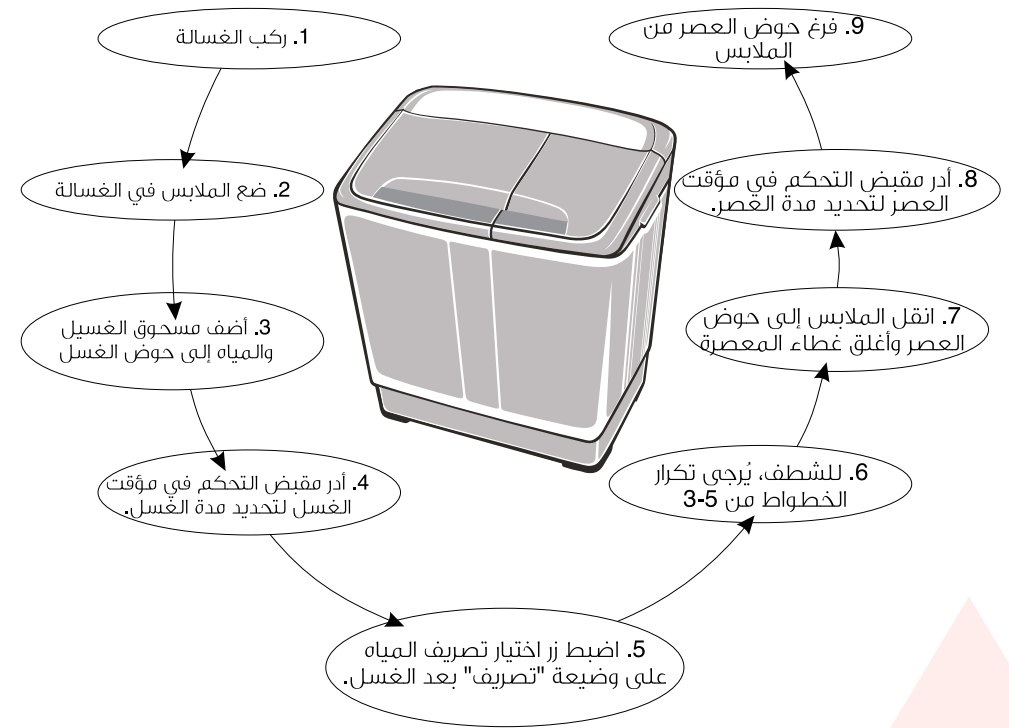 1. ركب الغسالة
2. ضع الملابس في الغسالة
3. أضف مسحوق الغسيل
والمياه إلى حوض الغسل
4. أدر مقبض التحكم في مؤقت
الغسل لتحديد مدة الغسل.
5. اضبط زر اختيار تصريف المياه
على وضيعة "تصريف" بعد الغسل.
6. للشطف، يُرجى تكرار
الخطواط من 5-3
7. انقل الملابس إلى حوض
العصر وأغلق غطاء المعصرة
8. أدر مقبض التحكم في مؤقت
العصر لتحديد مدة العصر.
9. فرغ حوض العصر من
الملابس